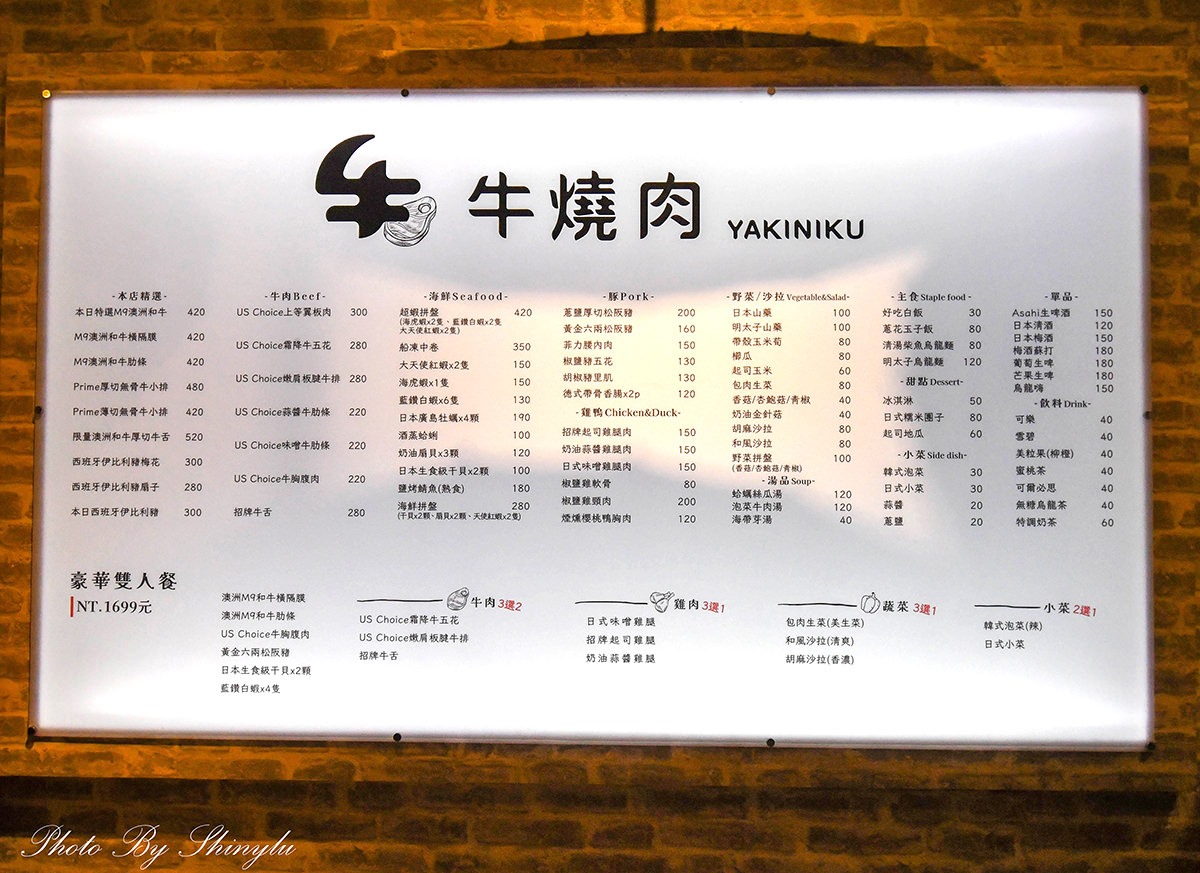 牛燒肉 YAKINIKU
-本店精選-
本日特選M9澳洲和牛 420
M9澳洲和牛橫隔膜 420
M9澳洲和牛肋條 420
Prime厚切無骨牛小排 480
Prime薄切無骨牛小排 420
限量澳洲和牛厚切牛舌 520
西班牙伊比利豬梅花 300
西班牙伊比利豬扇子 280
本日西班牙伊比利豬 300
-牛肉Beef-
US Choice上等翼板肉 300
US Choice霜降牛五花 280
US Choice嫩肩板腱牛排 280
US Choice蒜醬牛肋條 220
US Choice味噌牛肋條 220
US Choice牛胸腹肉 220
招牌牛舌 280
-海鮮Seafood-
超蝦拼盤 420
(海虎蝦x2隻、藍鑽白蝦x2隻
大天使紅蝦x2隻)
船凍中卷 350
大天使紅蝦x2隻 150
海虎蝦x1隻 150
藍鑽白蝦x6隻 130
日本廣島牡蠣x4顆 190
酒蒸蛤蜊 100
奶油扇貝x3顆 120
日本生食級干貝x2顆 100
鹽烤鯖魚(熟食) 180
海鮮拼盤 280
(干貝x2顆、扇貝x2顆、天使紅蝦x2隻)
-豚Pork-
蔥鹽厚切松阪豬 200
黃金六兩松阪豬 160
菲力腰內肉 150
椒鹽豬五花 130
胡椒豬里肌 130
德式帶骨香腸x2p 120
-雞鴨Chicken&Duck-
招牌起司雞腿肉 150
奶油蒜醬雞腿肉 150
日式味噌雞腿肉 150
椒鹽雞軟骨 80
椒鹽雞頸肉 200
煙燻櫻桃鴨胸肉 120
-野菜/沙拉 Vegetable&Salad-
日本山藥 100
明太子山藥 100
帶殼玉米筍 80
櫛瓜 80
起司玉米 60
包肉生菜 80
香菇/杏鮑菇/青椒 40
奶油金針菇 80
胡麻沙拉 80
和風沙拉 80
野菜拼盤 100
(香菇/杏鮑菇/青椒)
-湯品 Soup-
蛤蠣絲瓜湯 120
泡菜牛肉湯 120
海帶芽湯 40
-主食 Staple food-
好吃白飯 30
蔥花玉子飯 80
清湯柴魚烏龍麵 80
明太子烏龍麵 120
-甜點 Dessert-
冰淇淋 50
日式糯米團子 80
起司地瓜 60
-小菜 Side dish-
韓式泡菜 30
日式小菜 30
蒜醬 20
蔥鹽 20
-單品-
Asahi生啤酒 150
日本清酒 120
日本梅酒 150
梅酒蘇打 180
葡萄生啤 180
芒果生啤 180
烏龍嗨 150
-飲料 Drink-
可樂 40
雪碧 40
美粒果(柳橙) 40
蜜桃茶 40
可爾必思 40
無糖烏龍茶 40
特調奶茶 60
豪華雙人餐
NT.1699元
澳洲M9和牛橫隔膜
澳洲M9和牛肋條
US Choice牛胸腹肉
黃金六兩松阪豬
日本生食級干貝x2顆
藍鑽白蝦x4隻
牛肉 3選2
US Choice霜降牛五花
US Choice嫩肩板腱牛排
招牌牛舌
雞肉 3選1
日式味噌雞腿
招牌起司雞腿
奶油蒜醬雞腿
蔬菜 3選1
包肉生菜(美生菜)
和風沙拉(清爽)
胡麻沙拉(香濃)
小菜 2選1
韓式泡菜(辣)
日式小菜
Photo By Shinylu